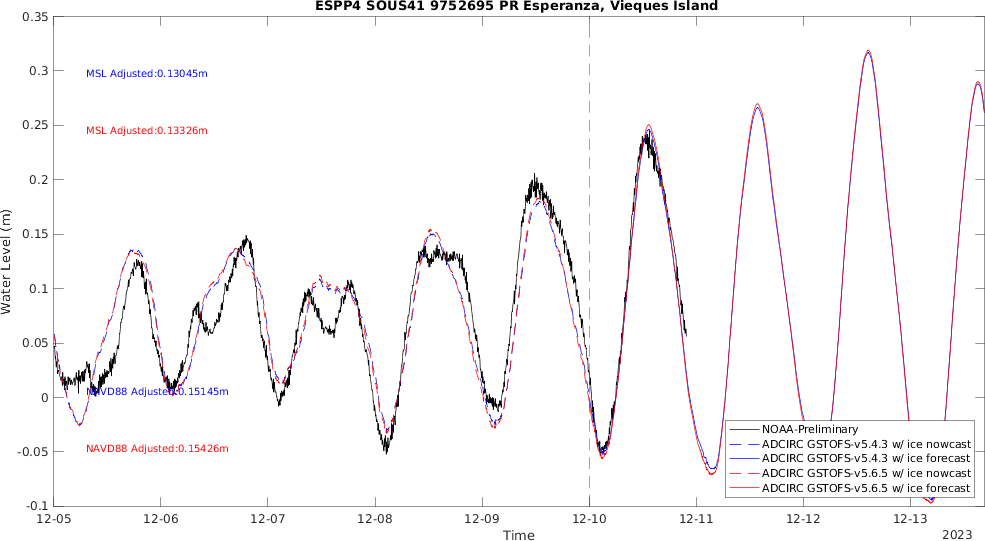 ESPP4 SOUS41 9752695 PR Esperanza, Vieques Island
0.35
0.3
0.25
0.2
0.15
0.1
0.05
0
-0.05
-0.1
Water Level (m)
MSL Adjusted:0.13045m
MSL Adjusted:0.13326m
NAVD88 Adjusted:0.15145m
NAVD88 Adjusted:0.15426m
NOAA-Preliminary
ADCIRC GSTOFS-v5.4.3 w/ ice nowcast
ADCIRC GSTOFS-v5.4.3 w/ ice forecast
ADCIRC GSTOFS-v5.6.5 w/ ice nowcast
ADCIRC GSTOFS-v5.6.5 w/ ice forecast
12-05 12-06 12-07 12-08 12-09 12-10 12-11 12-12 12-13
Time
2023